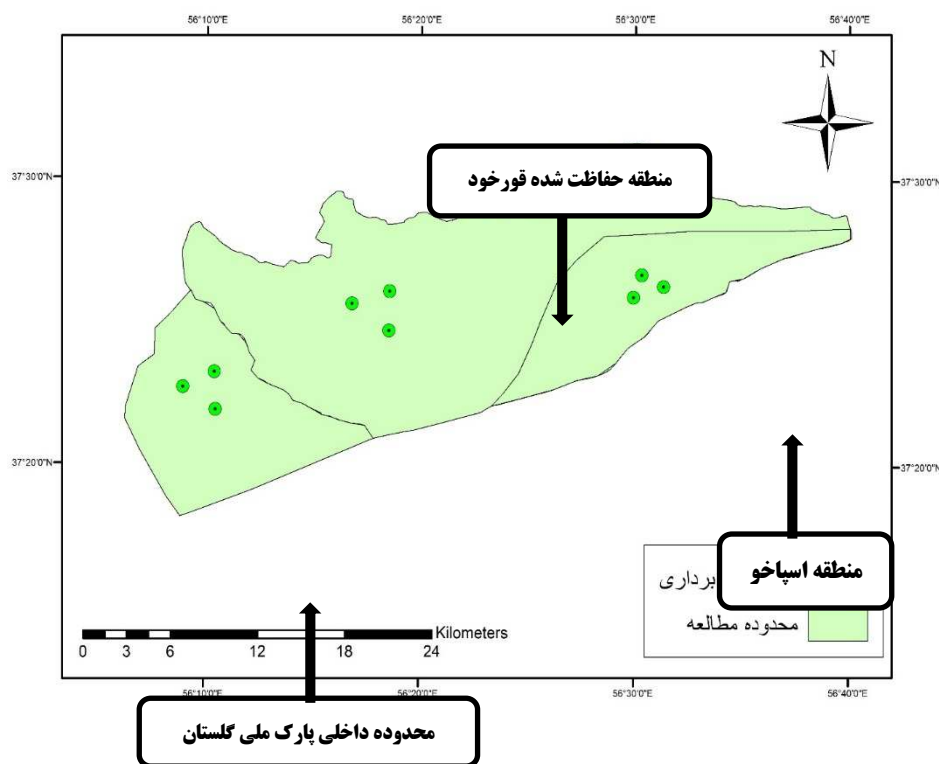 56°10'0"E
56°20'0"E
56°30'0"E
56°40'0"E
N
منطقه حفاظت شده قورخود
37°30'0"N
37°30'0"N
37°20'0"N
37°20'0"N
منطقه اسپاخو
برداری
محدوده مطالعه
Kilometers
0 3 6 12 18 24
56°10'0"E
56°20'0"E
56°30'0"E
56°40'0"E
محدوده داخلی پارک ملی گلستان